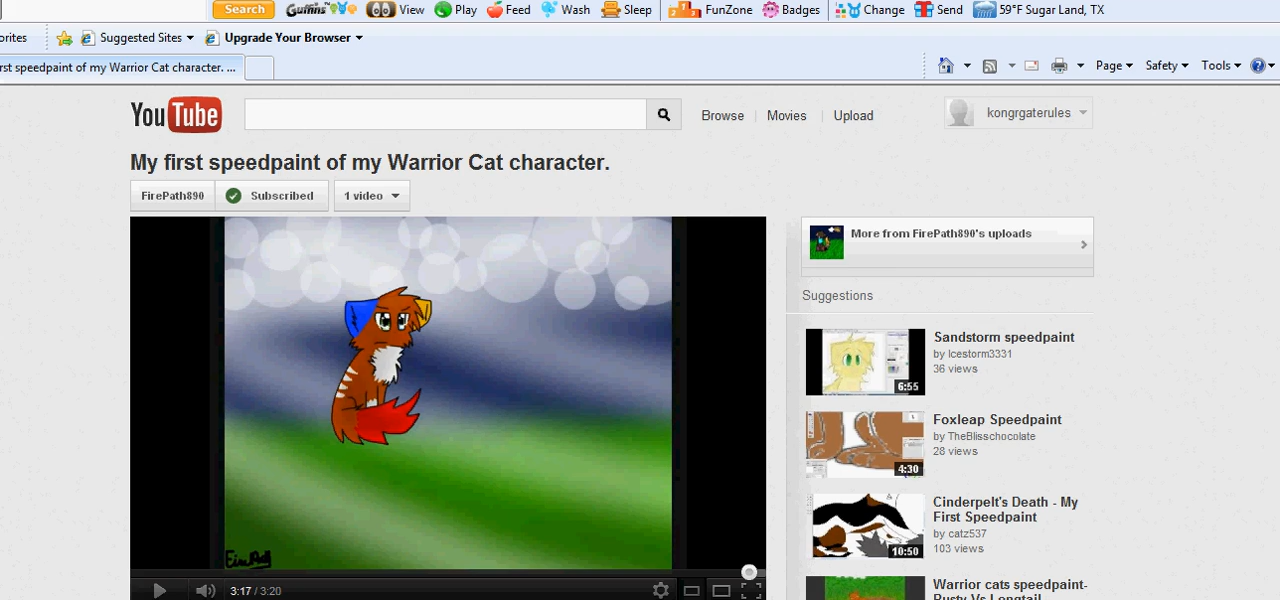 Search Guffins View Play Feed Wash Sleep FunZone Badges Change Send 59°F Sugar Land, TX
orites Suggested Sites Upgrade Your Browser
rst speedpaint of my Warrior Cat character. ... Page Safety Tools
YouTube Browse Movies Upload kongrgaterules
My first speedpaint of my Warrior Cat character.
FirePath890 Subscribed 1 video
More from FirePath890's uploads
Suggestions
Sandstorm speedpaint
by Icestorm3331
36 views
6:55
Foxleap Speedpaint
by TheBlisschocolate
28 views
4:30
Cinderpelt's Death - My
First Speedpaint
by catz537
103 views
10:50
Warrior cats speedpaint-
Rusty Vs Longtail
3:17 / 3:20